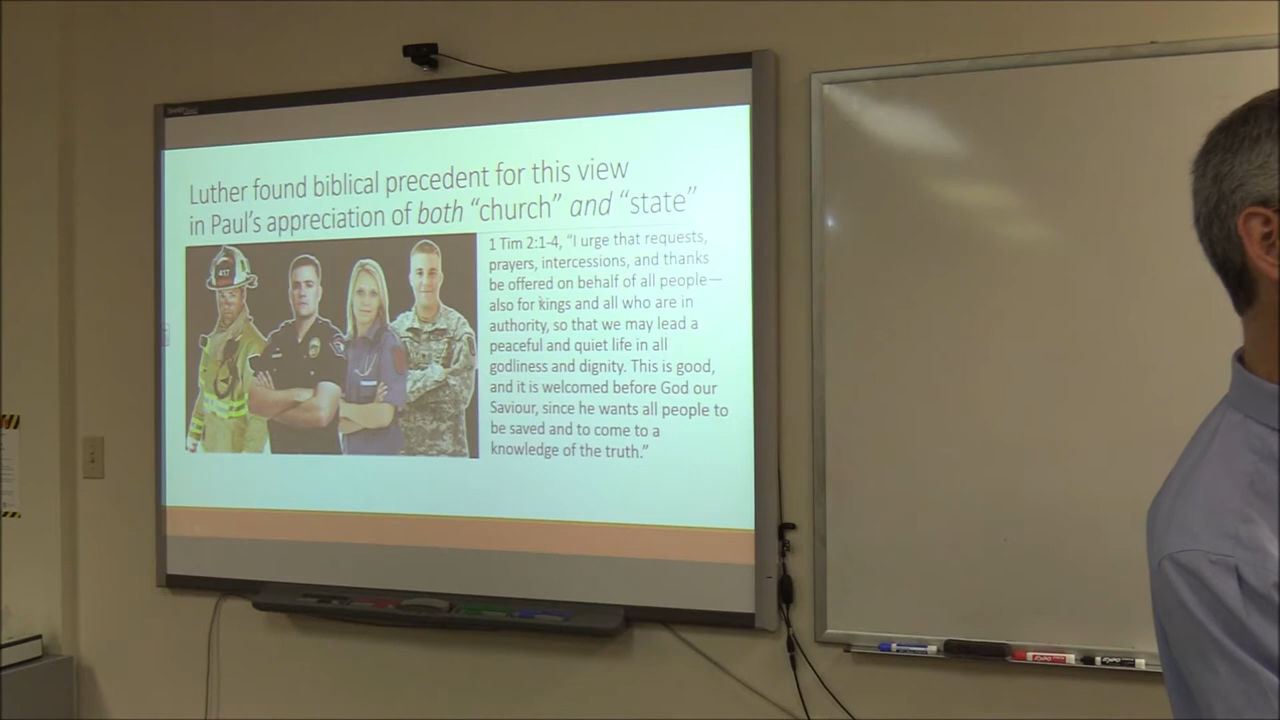 Luther found biblical precedent for this view
in Paul's appreciation of both “church” and “state”
417
1 Tim 2:1-4, “I urge that requests,
prayers, intercessions, and thanks
be offered on behalf of all people—
also for kings and all who are in
authority, so that we may lead a
peaceful and quiet life in all
godliness and dignity. This is good,
and it is welcomed before God our
Saviour, since he wants all people to
be saved and to come to a
knowledge of the truth.”